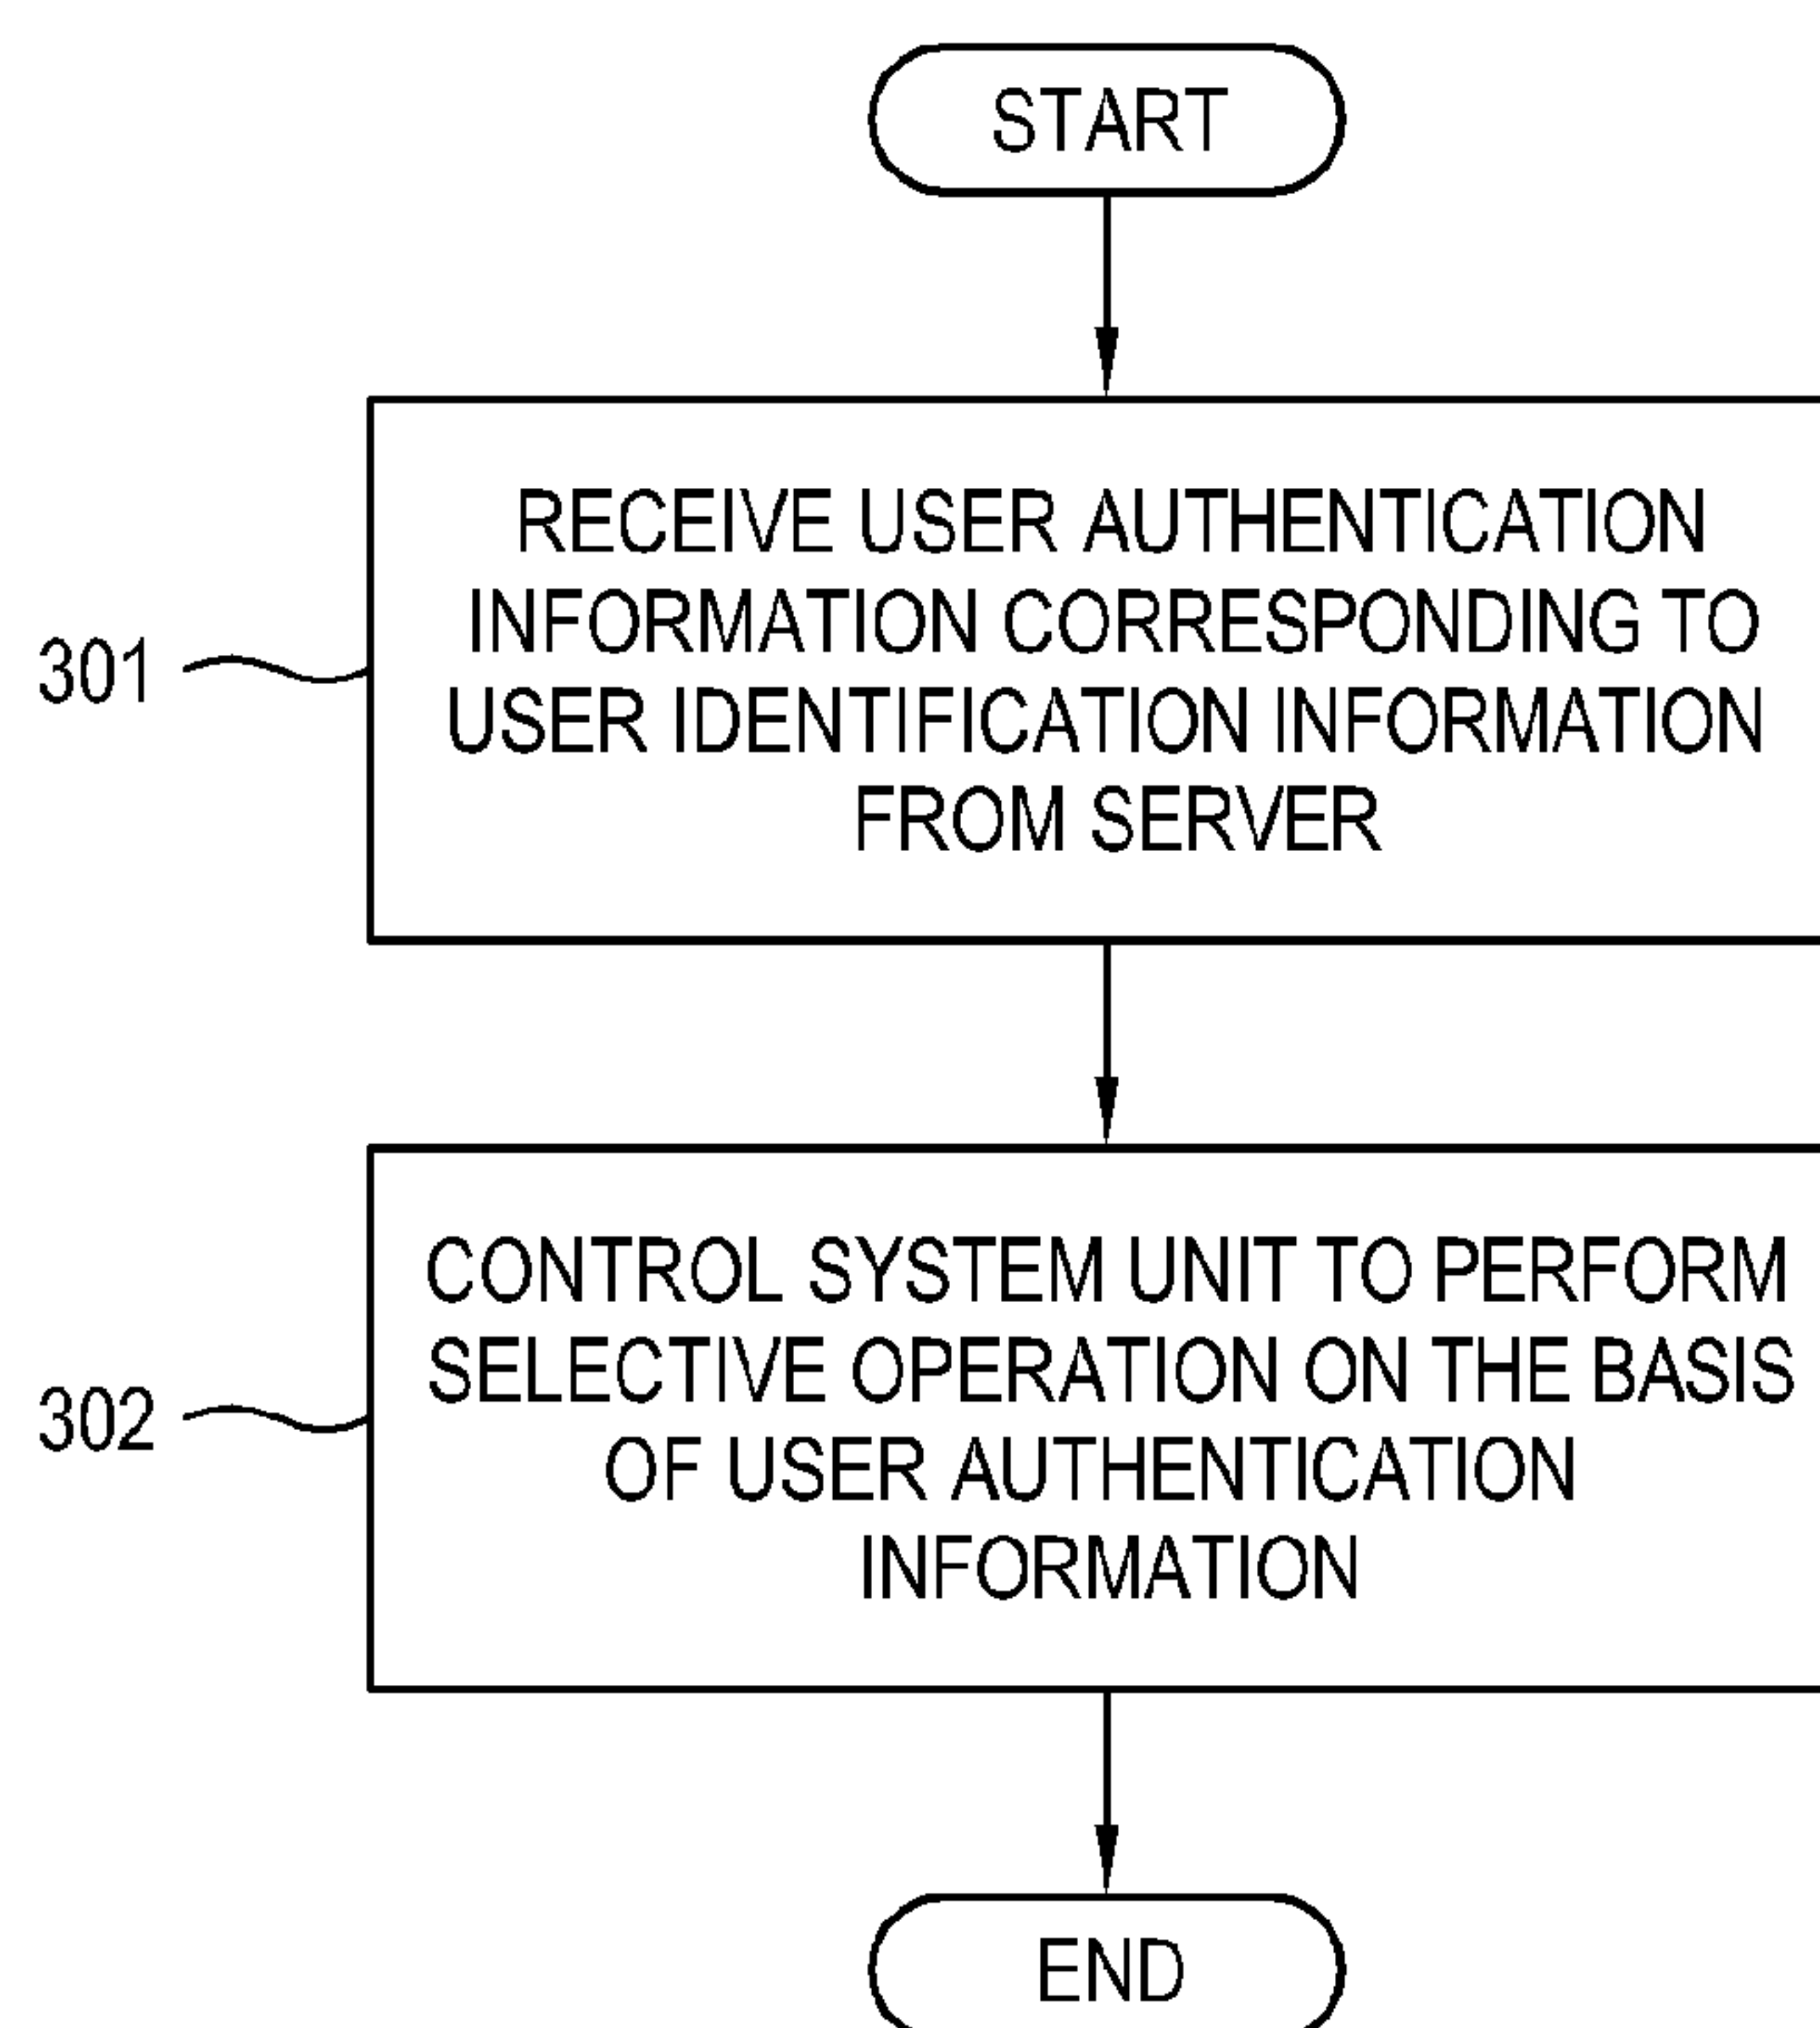 START
RECEIVE USER AUTHENTICATION
INFORMATION CORRESPONDING TO
USER IDENTIFICATION INFORMATION
FROM SERVER
301
CONTROL SYSTEM UNIT TO PERFORM
SELECTIVE OPERATION ON THE BASIS
OF USER AUTHENTICATION
INFORMATION
302
END